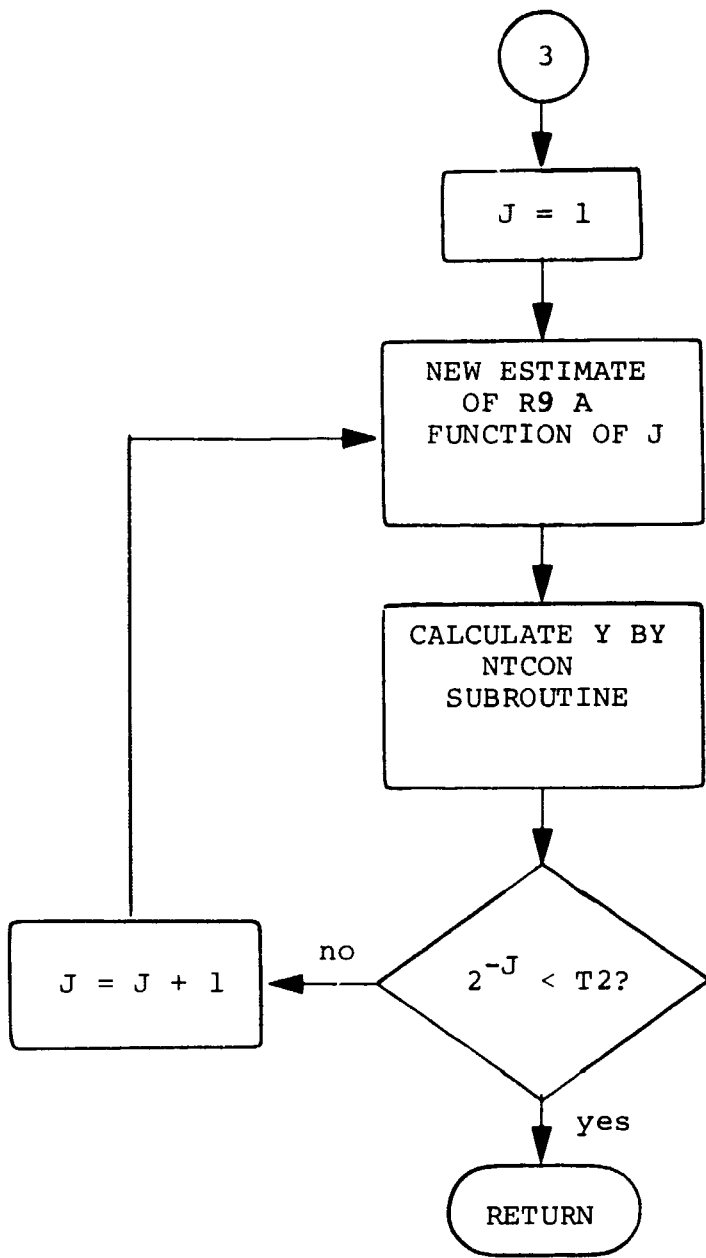 3
J = 1
NEW ESTIMATE
OF R9 A
FUNCTION OF J
CALCULATE Y BY
NTCON
SUBROUTINE
2^-J < T2?
no
J = J + 1
yes
RETURN